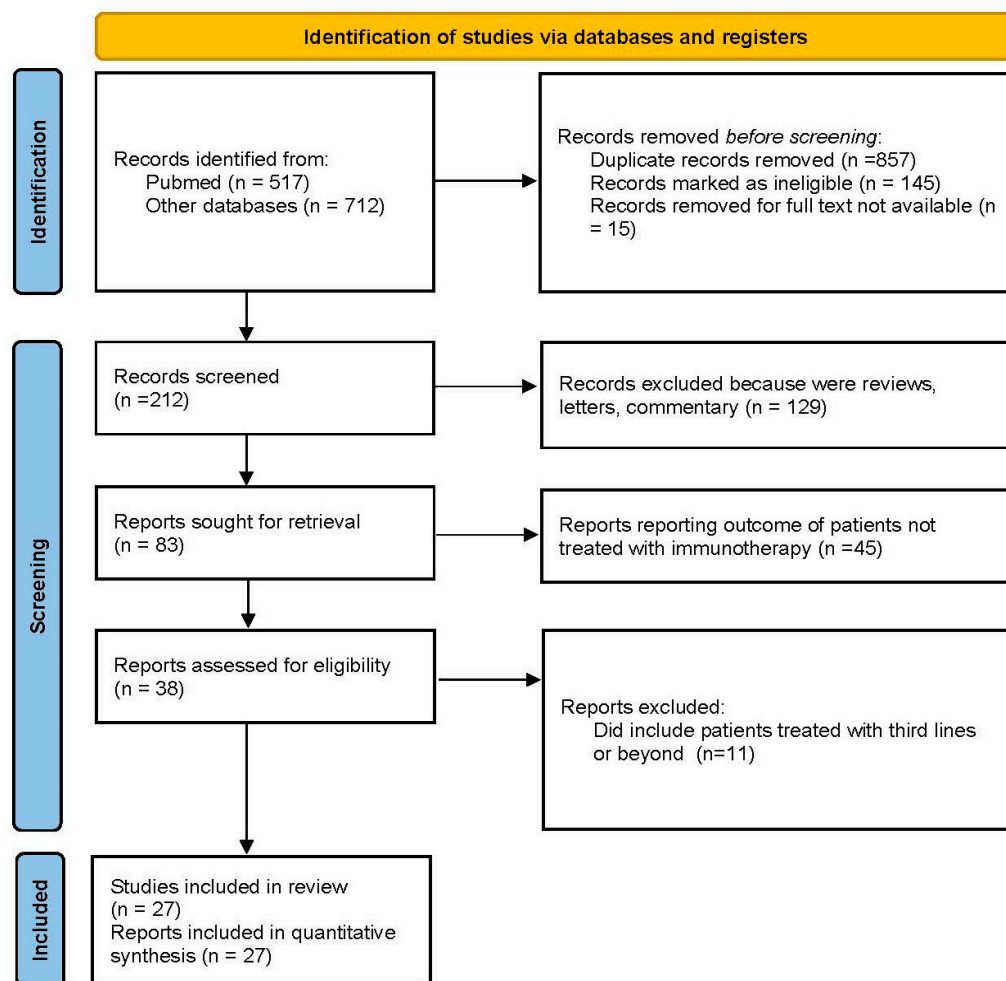 Identification of studies via databases and registers
Identification
Records identified from:
Pubmed (n = 517)
Other databases (n = 712)
Records removed before screening:
Duplicate records removed (n =857)
Records marked as ineligible (n = 145)
Records removed for full text not available (n
= 15)
Screening
Records screened
(n =212)
Records excluded because were reviews,
letters, commentary (n = 129)
Reports sought for retrieval
(n = 83)
Reports reporting outcome of patients not
treated with immunotherapy (n =45)
Reports assessed for eligibility
(n = 38)
Reports excluded:
Did include patients treated with third lines
or beyond (n=11)
Included
Studies included in review
(n = 27)
Reports included in quantitative
synthesis (n = 27)